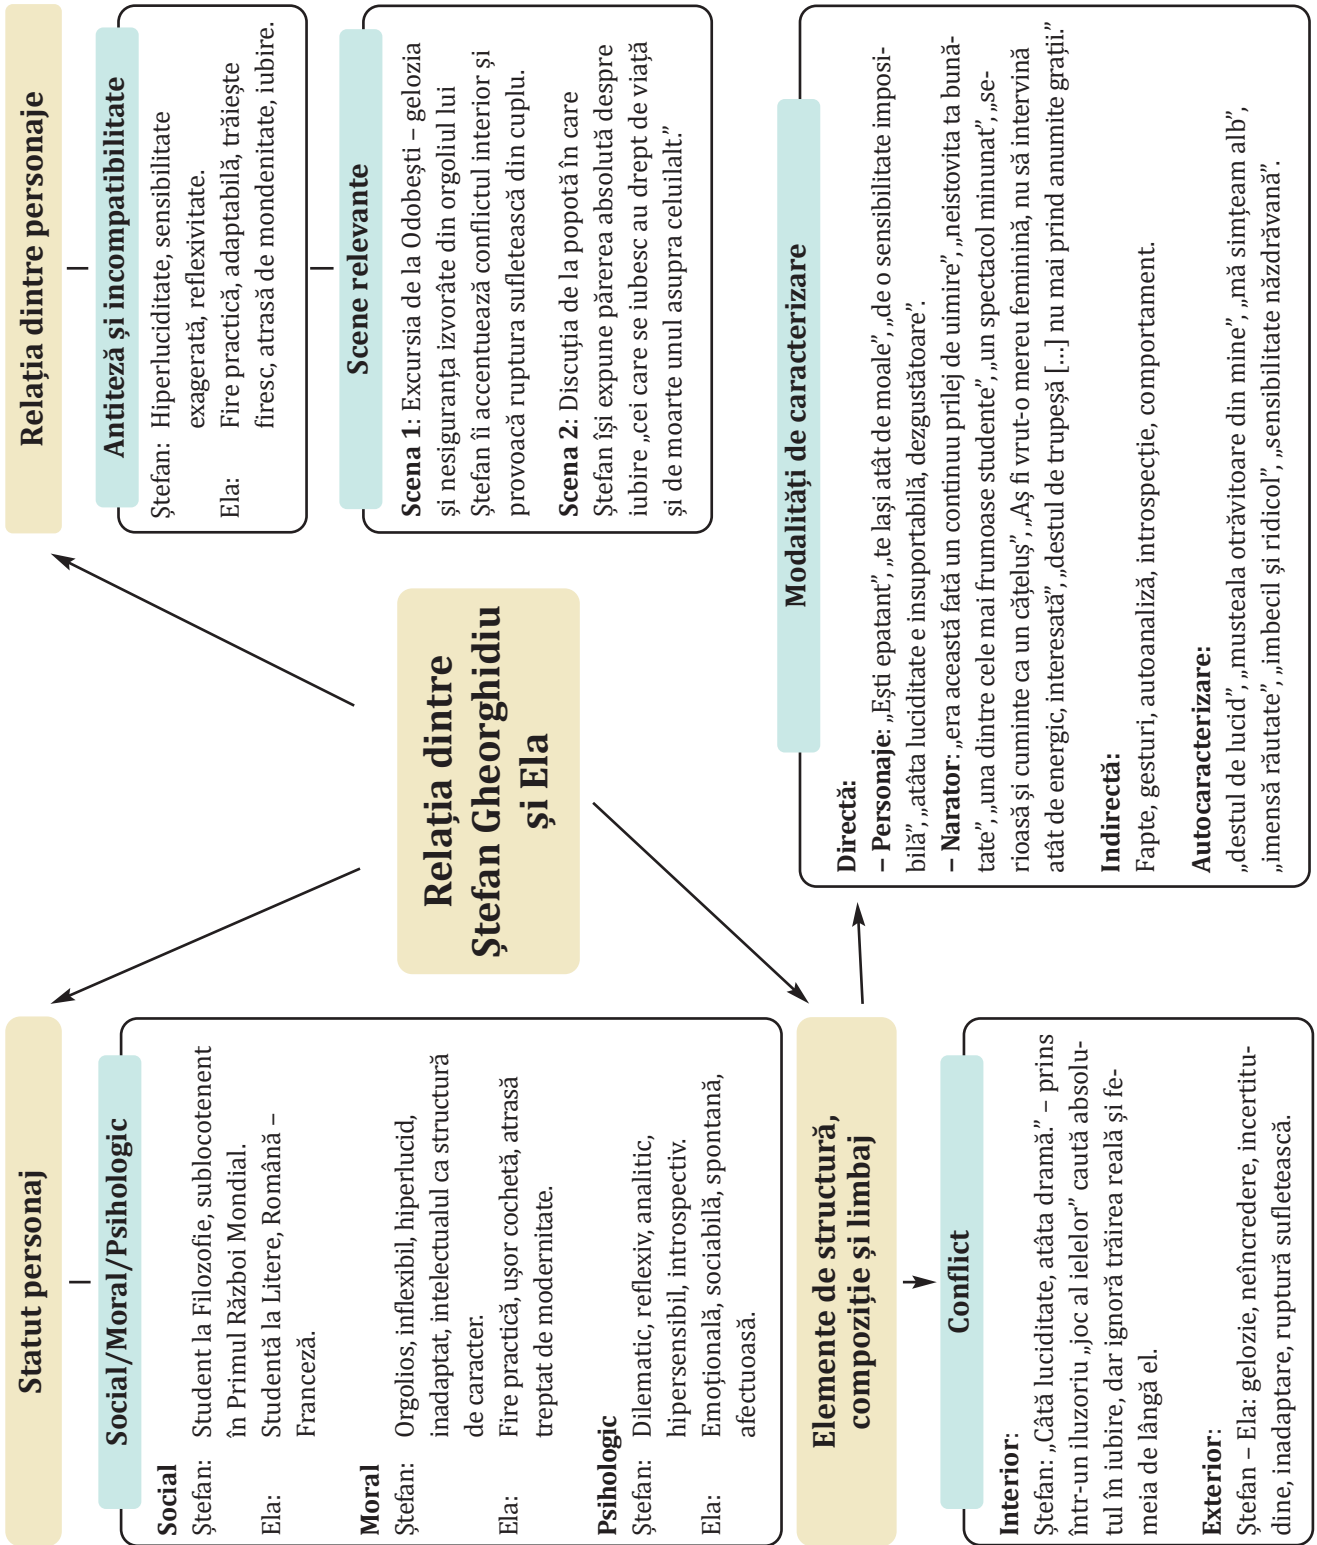 Relația dintre
Ștefan Gheorghidiu
și Ela
Statut personaj
Social/Moral/Psihologic
Social
Ștefan: Student la Filozofie, sublocotenent
în Primul Război Mondial.
Ela: Studentă la Litere, Română –
Franceză.
Moral
Ștefan: Orgolios, inflexibil, hiperlucid,
inadaptat, intelectualul ca structură
de caracter.
Ela: Fire practică, ușor cochetă, atrasă
treptat de modernitate.
Psihologic
Ștefan: Dilematic, reflexiv, analitic,
hipersensibil, introspectiv.
Ela: Emoțională, sociabilă, spontană,
afectuoasă.
Relația dintre personaje
Antiteză și incompatibilitate
Ștefan: Hiperluciditate, sensibilitate
exagerată, reflexivitate.
Ela: Fire practică, adaptabilă, trăiește
firesc, atrasă de mondenitate, iubire.
Scene relevante
Scena 1: Excursia de la Odobești – gelozia
și nesiguranța izvorâte din orgoliul lui
Ștefan îi accentuează conflictul interior și
provoacă ruptura sufletească din cuplu.
Scena 2: Discuția de la popotă în care
Ștefan își expune părerea absolută despre
iubire „cei care se iubesc au drept de viață
și de moarte unul asupra celuilalt.”
Elemente de structură,
compoziție și limbaj
Conflict
Interior:
Ștefan: „Câtă luciditate, atâta dramă.” – prins
într-un iluzoriu „joc al ielelor” caută absolu-
tul în iubire, dar ignoră trăirea reală și fe-
meia de lângă el.
Exterior:
Ștefan – Ela: gelozie, neîncredere, incertitu-
dine, inadaptare, ruptură sufletească.
Modalități de caracterizare
Directă:
– Personaje: „Ești epatant”, „te lași atât de moale”, „de o sensibilitate imposi-
bilă”, „atâta luciditate e insuportabilă, dezgustătoare”.
– Narator: „era această fată un continuu prilej de uimire”, „neistovita ta bună-
tate”, „una dintre cele mai frumoase studente”, „un spectacol minunat”, „se-
rioasă și cuminte ca un cățeluș”, „Aș fi vrut-o mereu feminină, nu să intervină
atât de energic, interesată”, „destul de trupeșă [...] nu mai prind anumite grații.”
Indirectă:
Fapte, gesturi, autoanaliză, introspecție, comportament.
Autocaracterizare:
„destul de lucid”, „musteala otrăvitoare din mine”, „mă simțeam alb”,
„imensă răutate”, „imbecil și ridicol”, „sensibilitate năzdrăvană”.